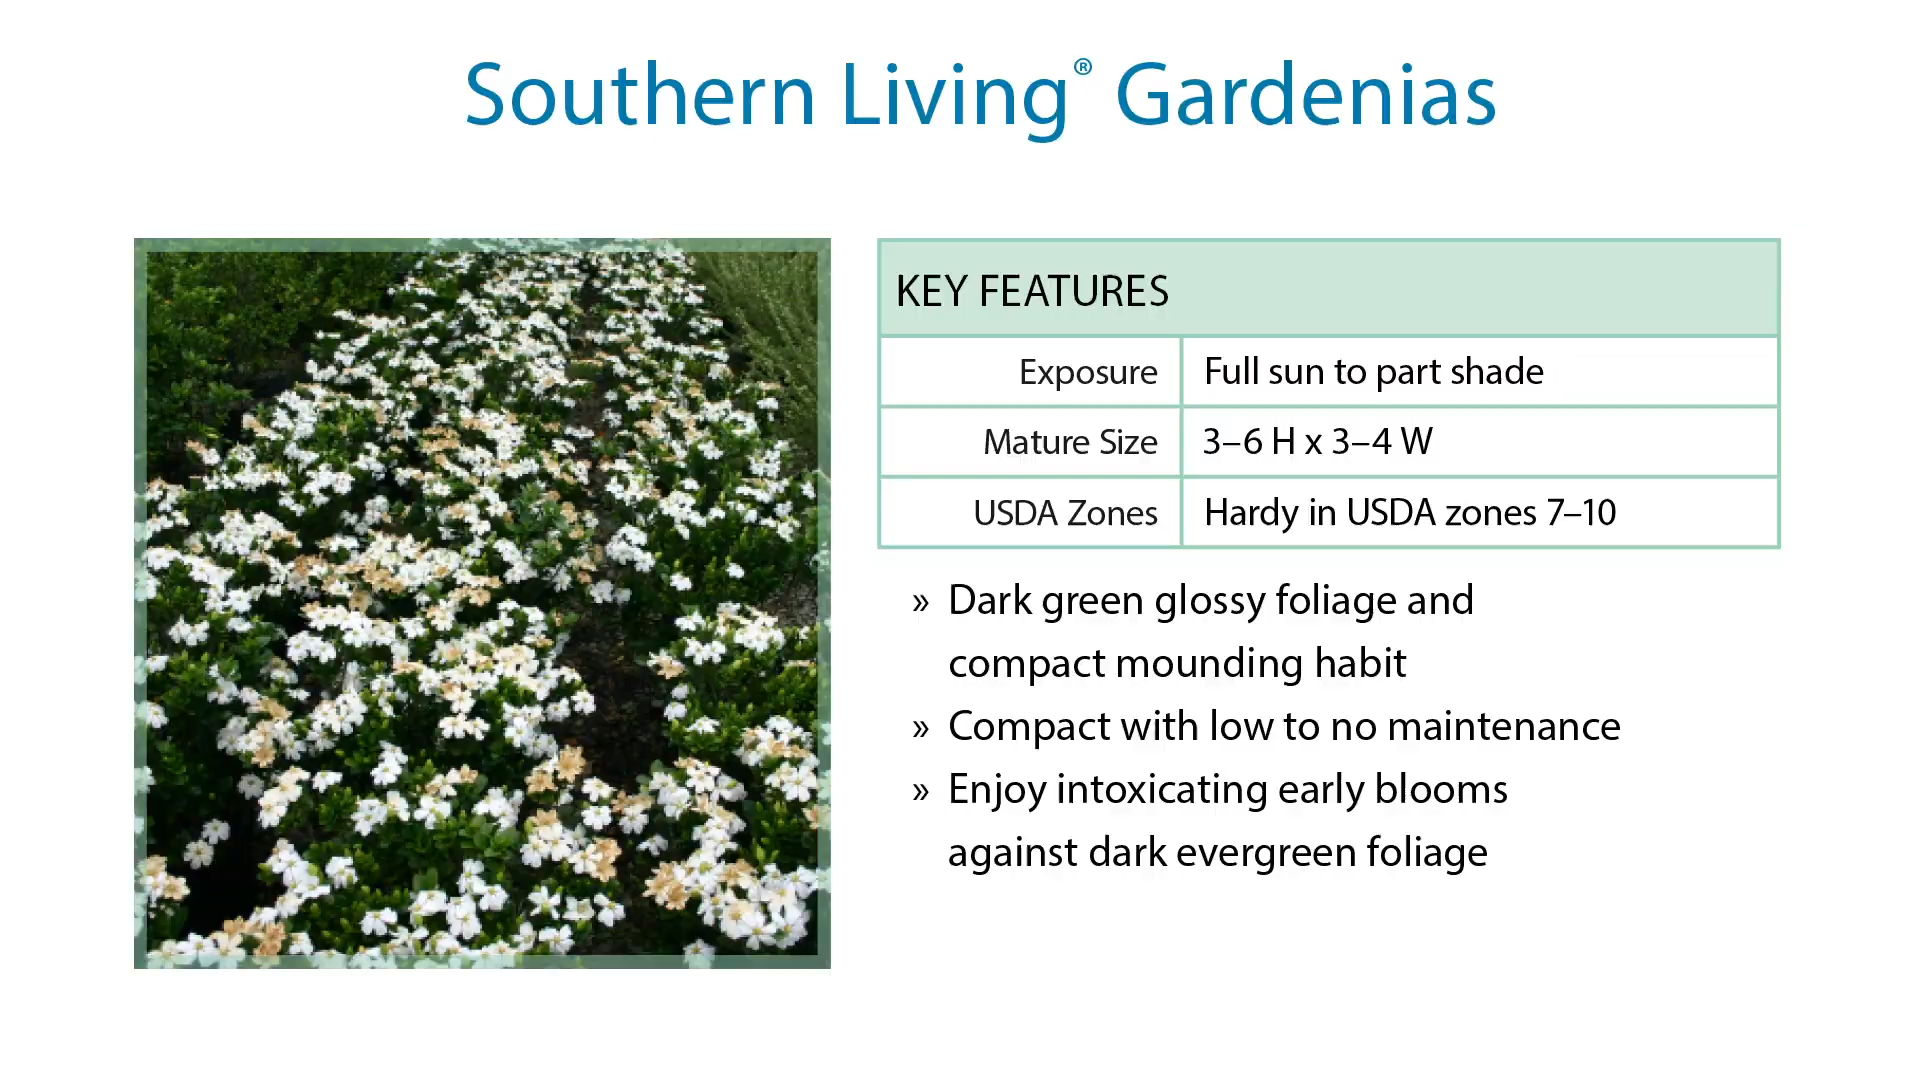 Southern Living® Gardenias
KEY FEATURES
Exposure Full sun to part shade
Mature Size 3–6 H x 3–4 W
USDA Zones Hardy in USDA zones 7–10
» Dark green glossy foliage and
compact mounding habit
» Compact with low to no maintenance
» Enjoy intoxicating early blooms
against dark evergreen foliage